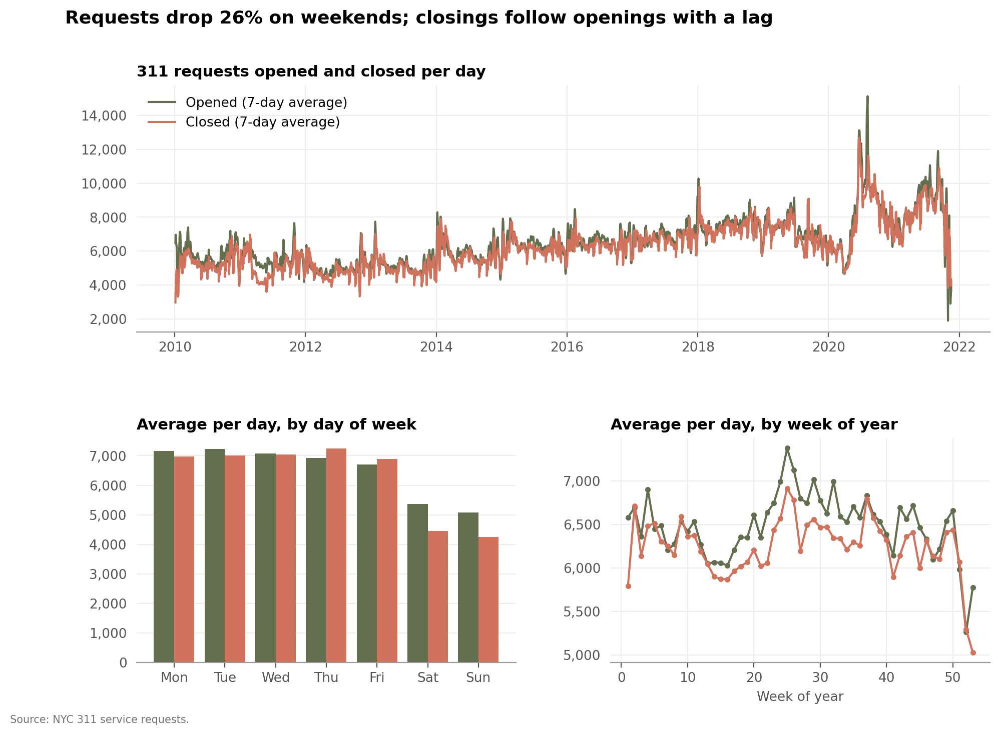 Requests drop 26% on weekends; closings follow openings with a lag
311 requests opened and closed per day
Opened (7-day average)
Closed (7-day average)
14,000
12,000
10,000
8,000
6,000
4,000
2,000
2010 2012 2014 2016 2018 2020 2022
Average per day, by day of week
7,000
6,000
5,000
4,000
3,000
2,000
1,000
0
Mon Tue Wed Thu Fri Sat Sun
Average per day, by week of year
7,000
6,500
6,000
5,500
5,000
0 10 20 30 40 50
Week of year
Source: NYC 311 service requests.